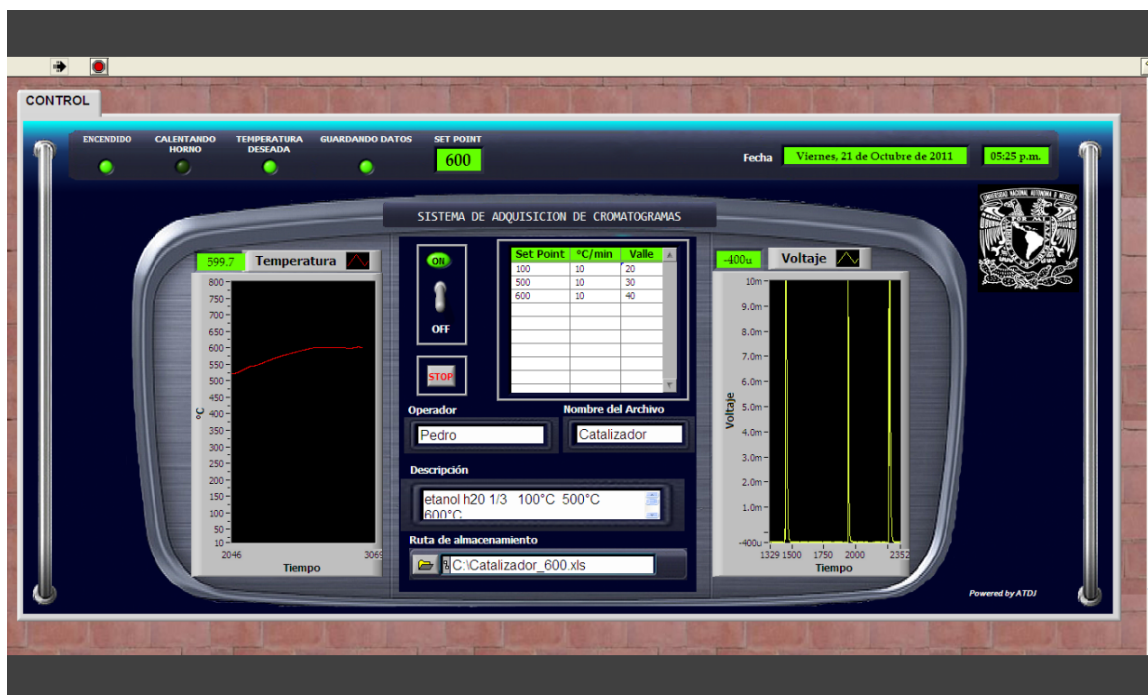 CONTROL
ENCENDIDO
CALENTANDO
HORNO
TEMPERATURA
DESEADA
GUARDANDO DATOS
SET POINT
600
Fecha
Viernes, 21 de Octubre de 2011
05:25 p.m.
SISTEMA DE ADQUISICION DE CROMATOGRAMAS
599.7
Temperatura
800
750
700
650
600
550
500
450
400
350
300
250
200
150
100
50
10
°C
2046
3069
Tiempo
ON
OFF
STOP
Set Point °C/min Valle
100 10 20
500 10 30
600 10 40
Operador
Pedro
Nombre del Archivo
Catalizador
Descripción
etanol h20 1/3 100°C 500°C
600°C
Ruta de almacenamiento
C:\Catalizador_600.xls
-400u
Voltaje
10m
9.0m
8.0m
7.0m
6.0m
5.0m
4.0m
3.0m
2.0m
1.0m
-400u
Voltaje
1329 1500 1750 2000 2352
Tiempo
Powered by ATDJ